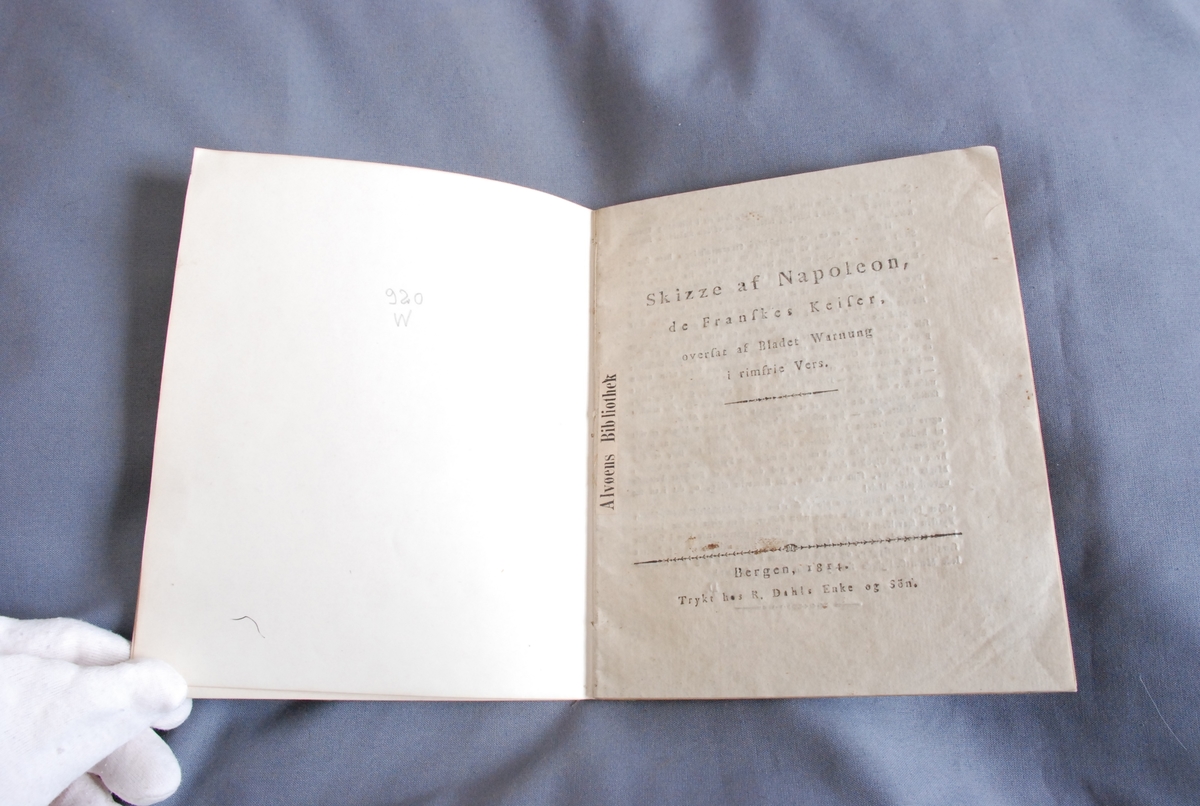 920
W
Alvoens Bibliothek
Skizze af Napoleon,
de Franſkes Keiſer,
overſat af Bladet Warnung
i rimfrie Vers.
Bergen, 1814.
Trykt hos R. Dahls Enke og Sön.